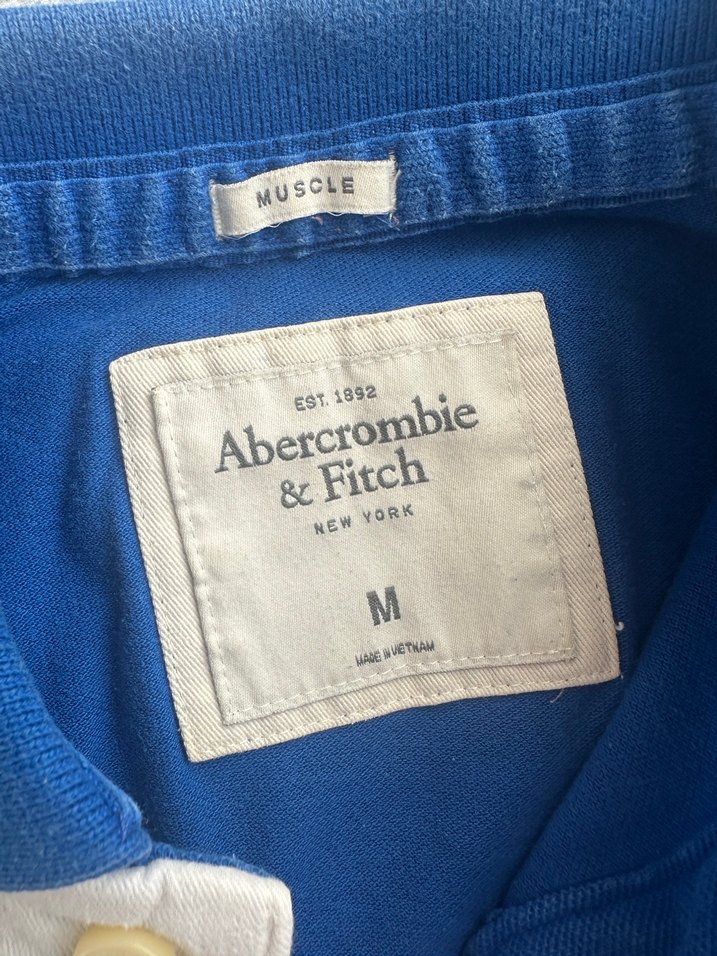 MUSCLE
EST. 1892
Abercrombie
& Fitch
NEW YORK
M
MADE IN VIETNAM